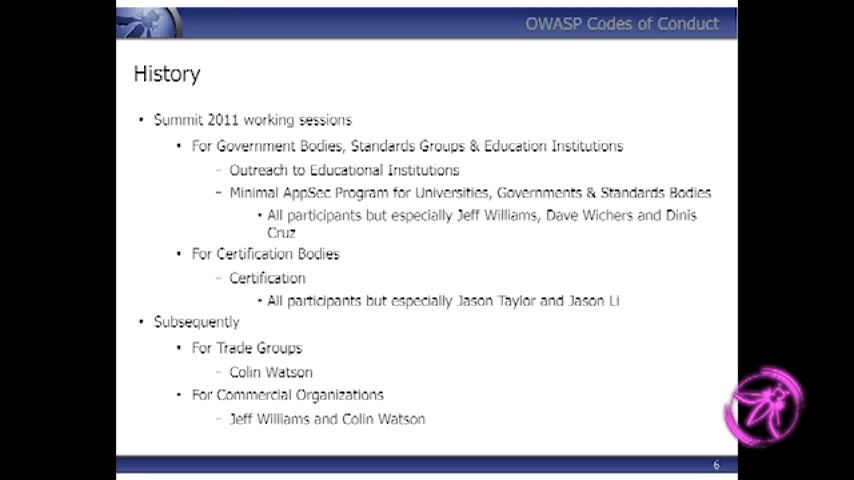 OWASP Codes of Conduct
History
• Summit 2011 working sessions
• For Government Bodies, Standards Groups & Education Institutions
– Outreach to Educational Institutions
– Minimal AppSec Program for Universities, Governments & Standards Bodies
• All participants but especially Jeff Williams, Dave Wichers and Dinis
Cruz
• For Certification Bodies
– Certification
• All participants but especially Jason Taylor and Jason Li
• Subsequently
• For Trade Groups
– Colin Watson
• For Commercial Organizations
– Jeff Williams and Colin Watson
6